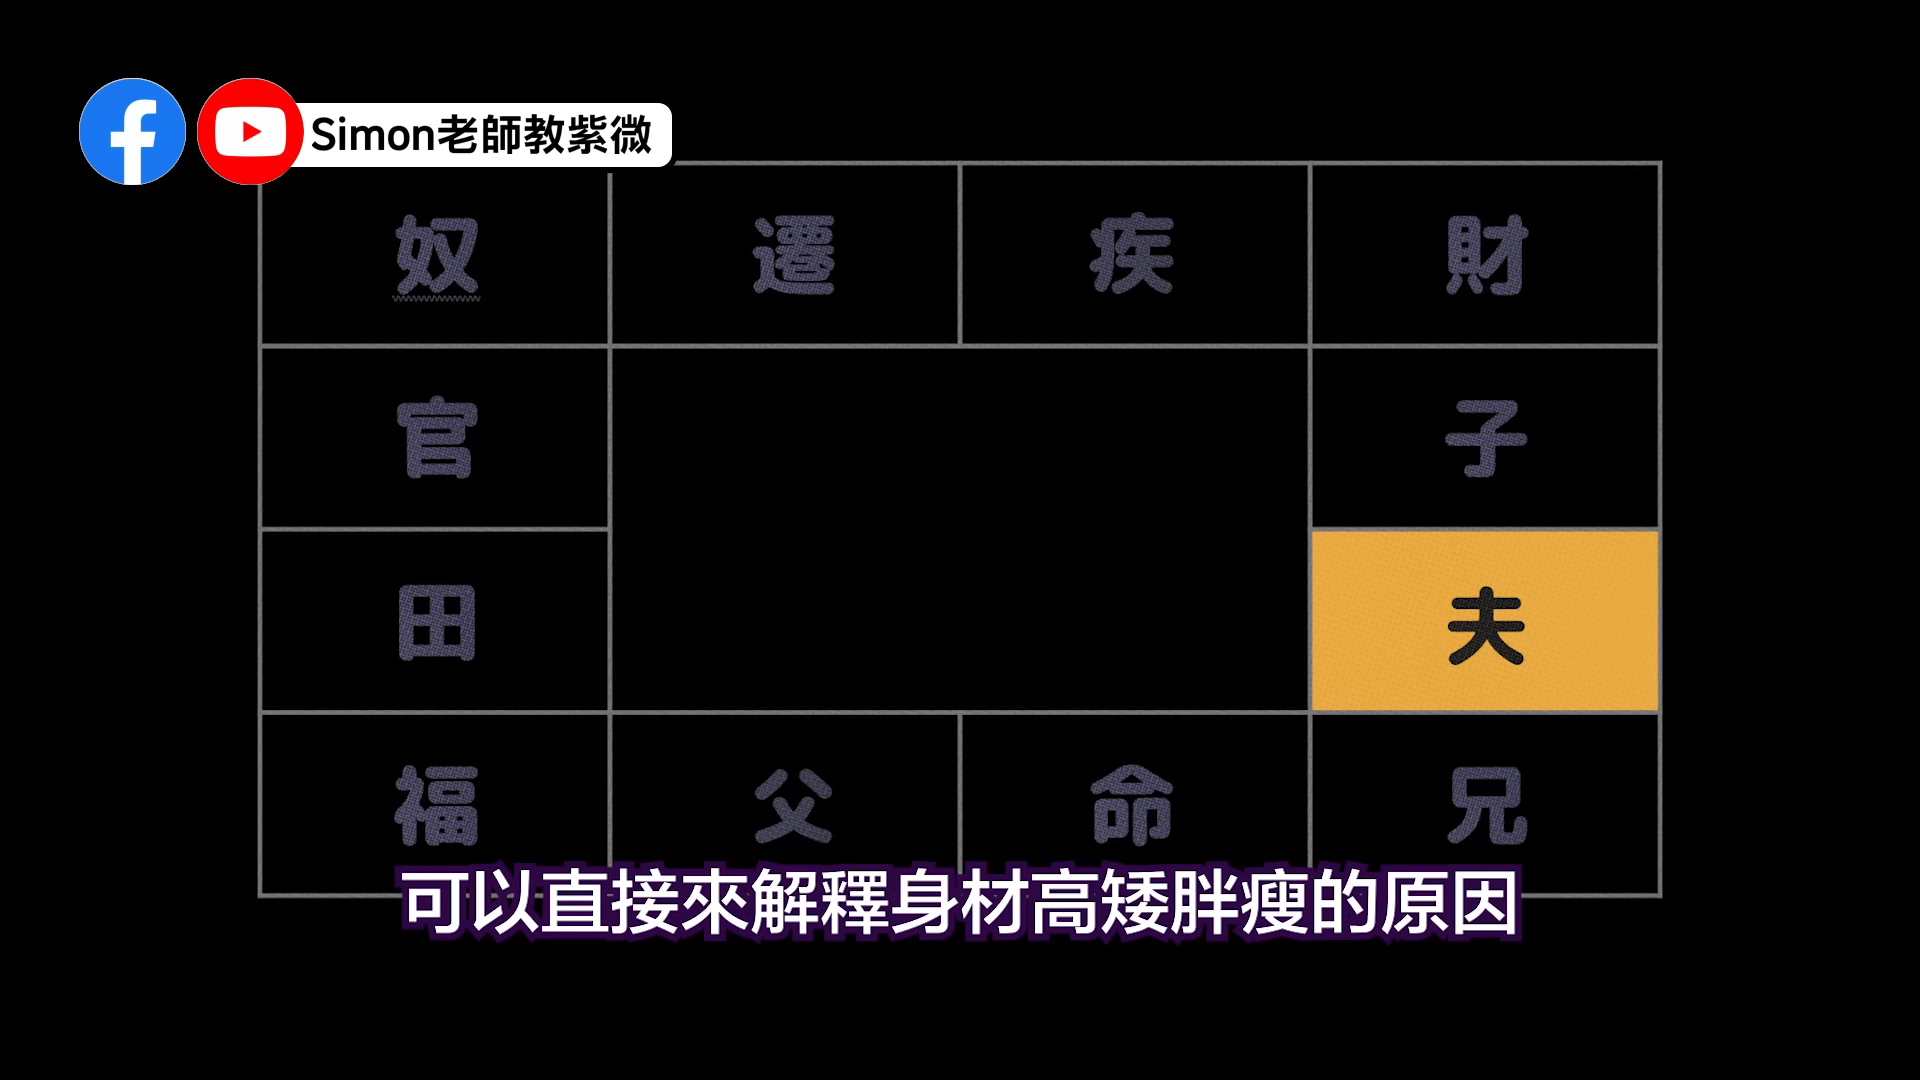 Simon老師教紫微
奴 遷 疾 財
官 子
田 夫
福 父 命 兄
可以直接來解釋身材高矮胖瘦的原因